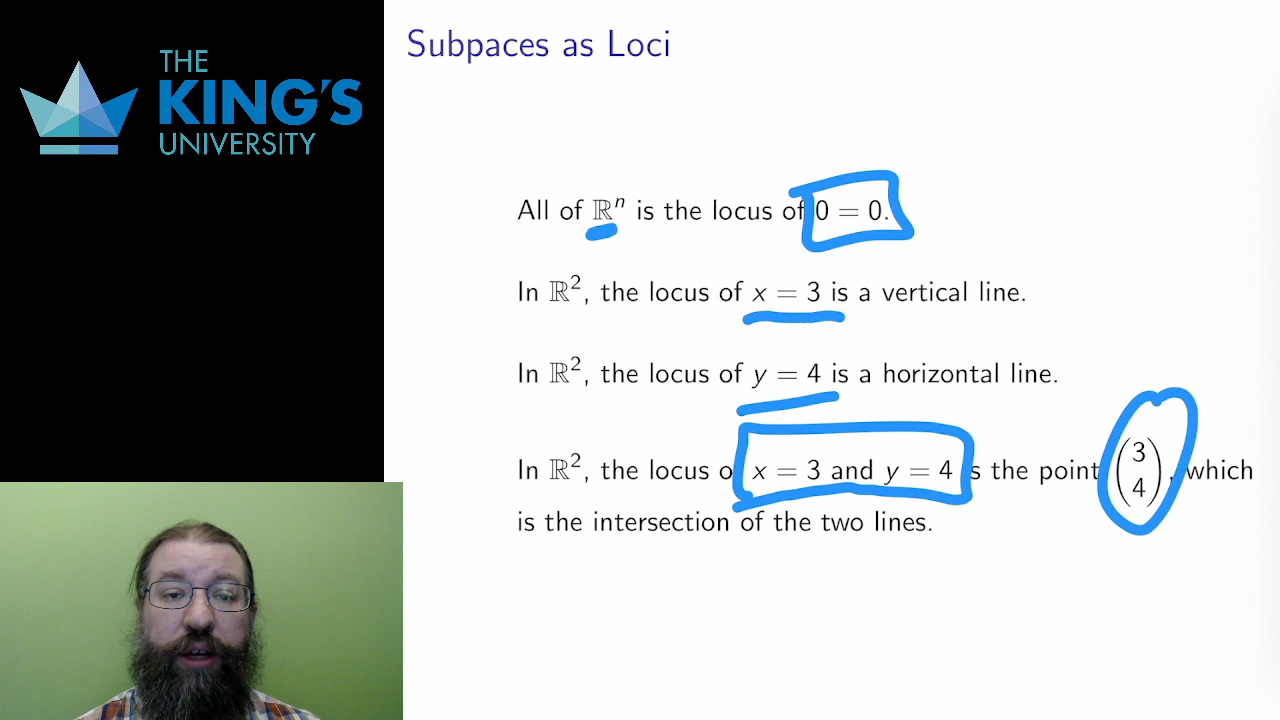 THE
KING'S
UNIVERSITY
Subpaces as Loci
All of ℝⁿ is the locus of 0 = 0.
In ℝ², the locus of x = 3 is a vertical line.
In ℝ², the locus of y = 4 is a horizontal line.
In ℝ², the locus of x = 3 and y = 4 is the point (3 4), which
is the intersection of the two lines.